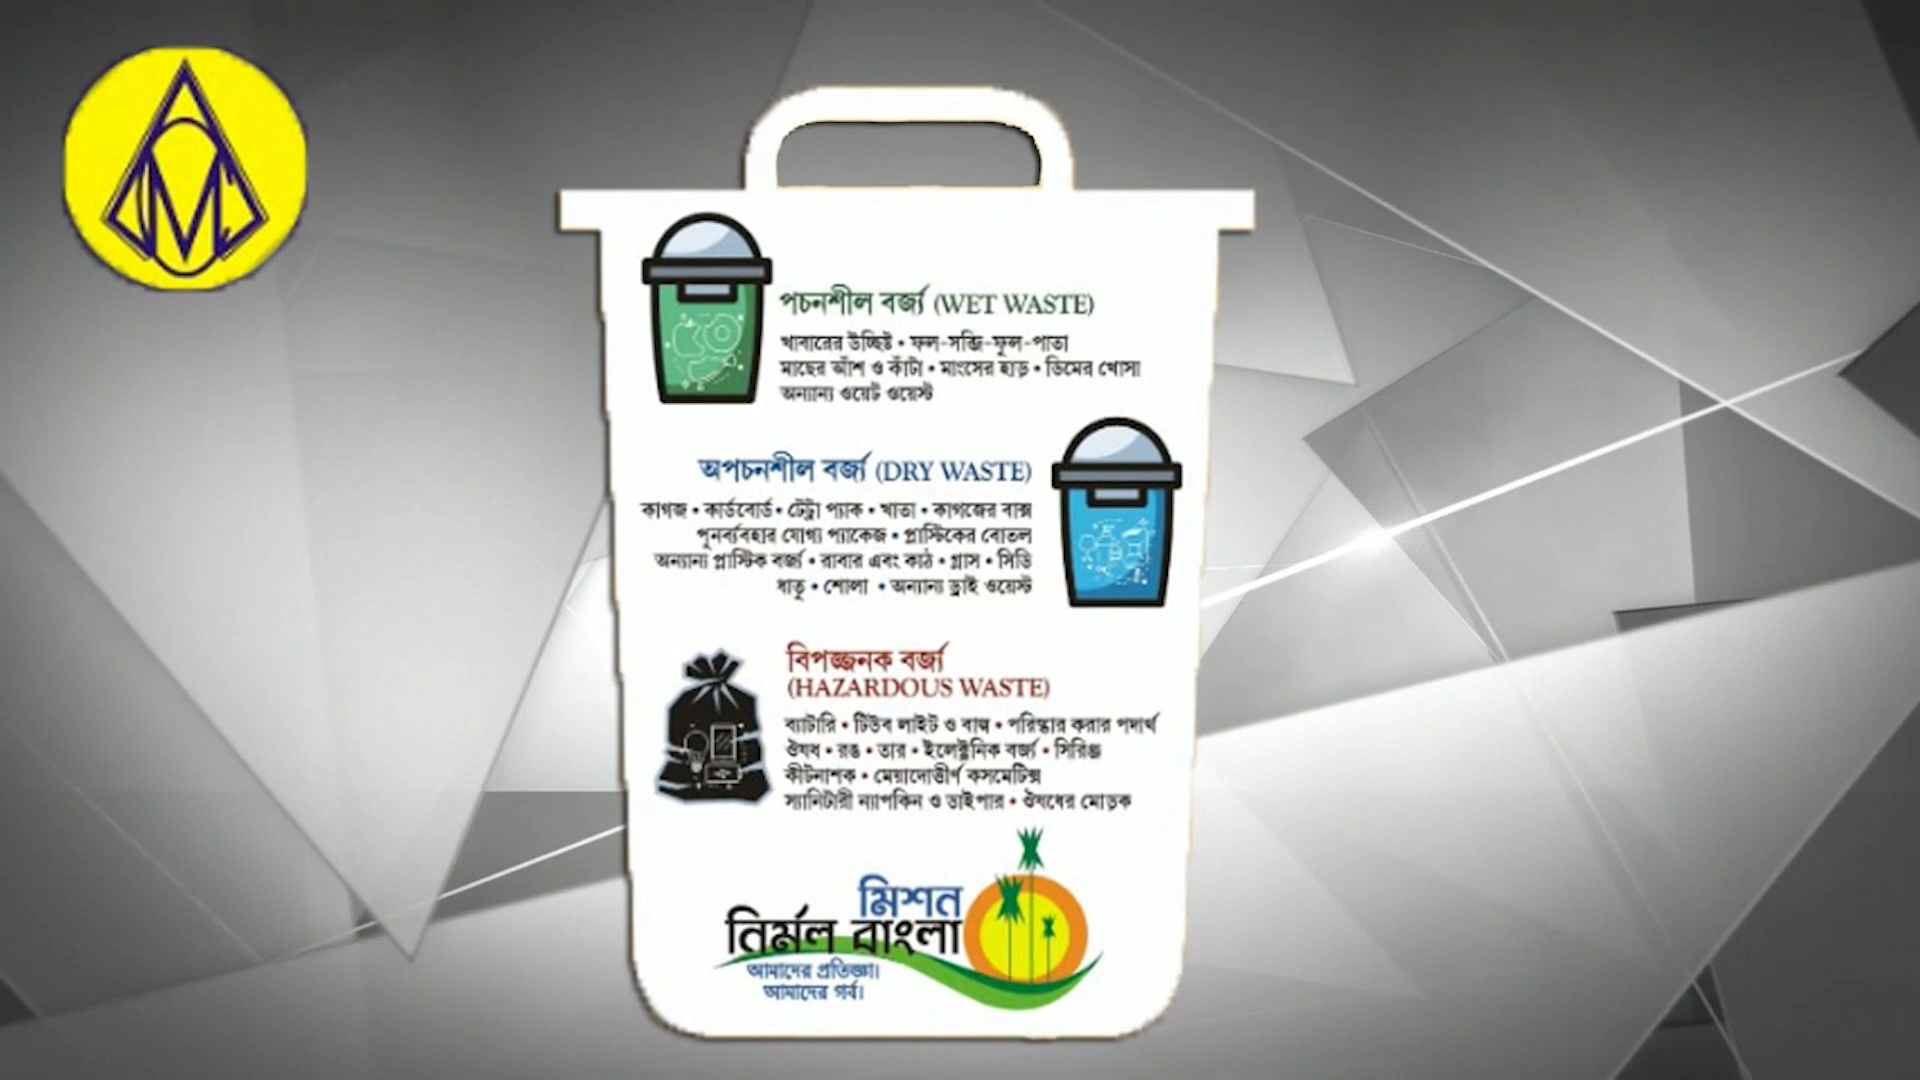 পচনশীল বর্জ্য (WET WASTE)
খাবারের উচ্ছিষ্ট • ফল-সব্জি-ফুল-পাতা
মাছের আঁশ ও কাঁটা • মাংসের হাড় • ডিমের খোসা
অন্যান্য ওয়েট ওয়েস্ট
অপচনশীল বর্জ্য (DRY WASTE)
কাগজ • কার্ডবোর্ড • টেট্রা প্যাক • খাতা • কাগজের বাক্স
পুনর্ব্যবহার যোগ্য প্যাকেজ • প্লাস্টিকের বোতল
অন্যান্য প্লাস্টিক বর্জ্য • রাবার এবং কাঠ • গ্লাস • সিডি
ধাতু • শোলা • অন্যান্য ড্রাই ওয়েস্ট
বিপজ্জনক বর্জ্য
(HAZARDOUS WASTE)
ব্যাটারি • টিউব লাইট ও বাল্ব • পরিষ্কার করার পদার্থ
ঔষধ • রঙ • তার • ইলেক্ট্রনিক বর্জ্য • সিরিঞ্জ
কীটনাশক • মেয়াদোত্তীর্ণ কসমেটিক্স
স্যানিটারী ন্যাপকিন ও ডাইপার • ঔষধের মোড়ক
মিশন
নির্মল বাংলা
আমাদের প্রতিজ্ঞা।
আমাদের গর্ব।